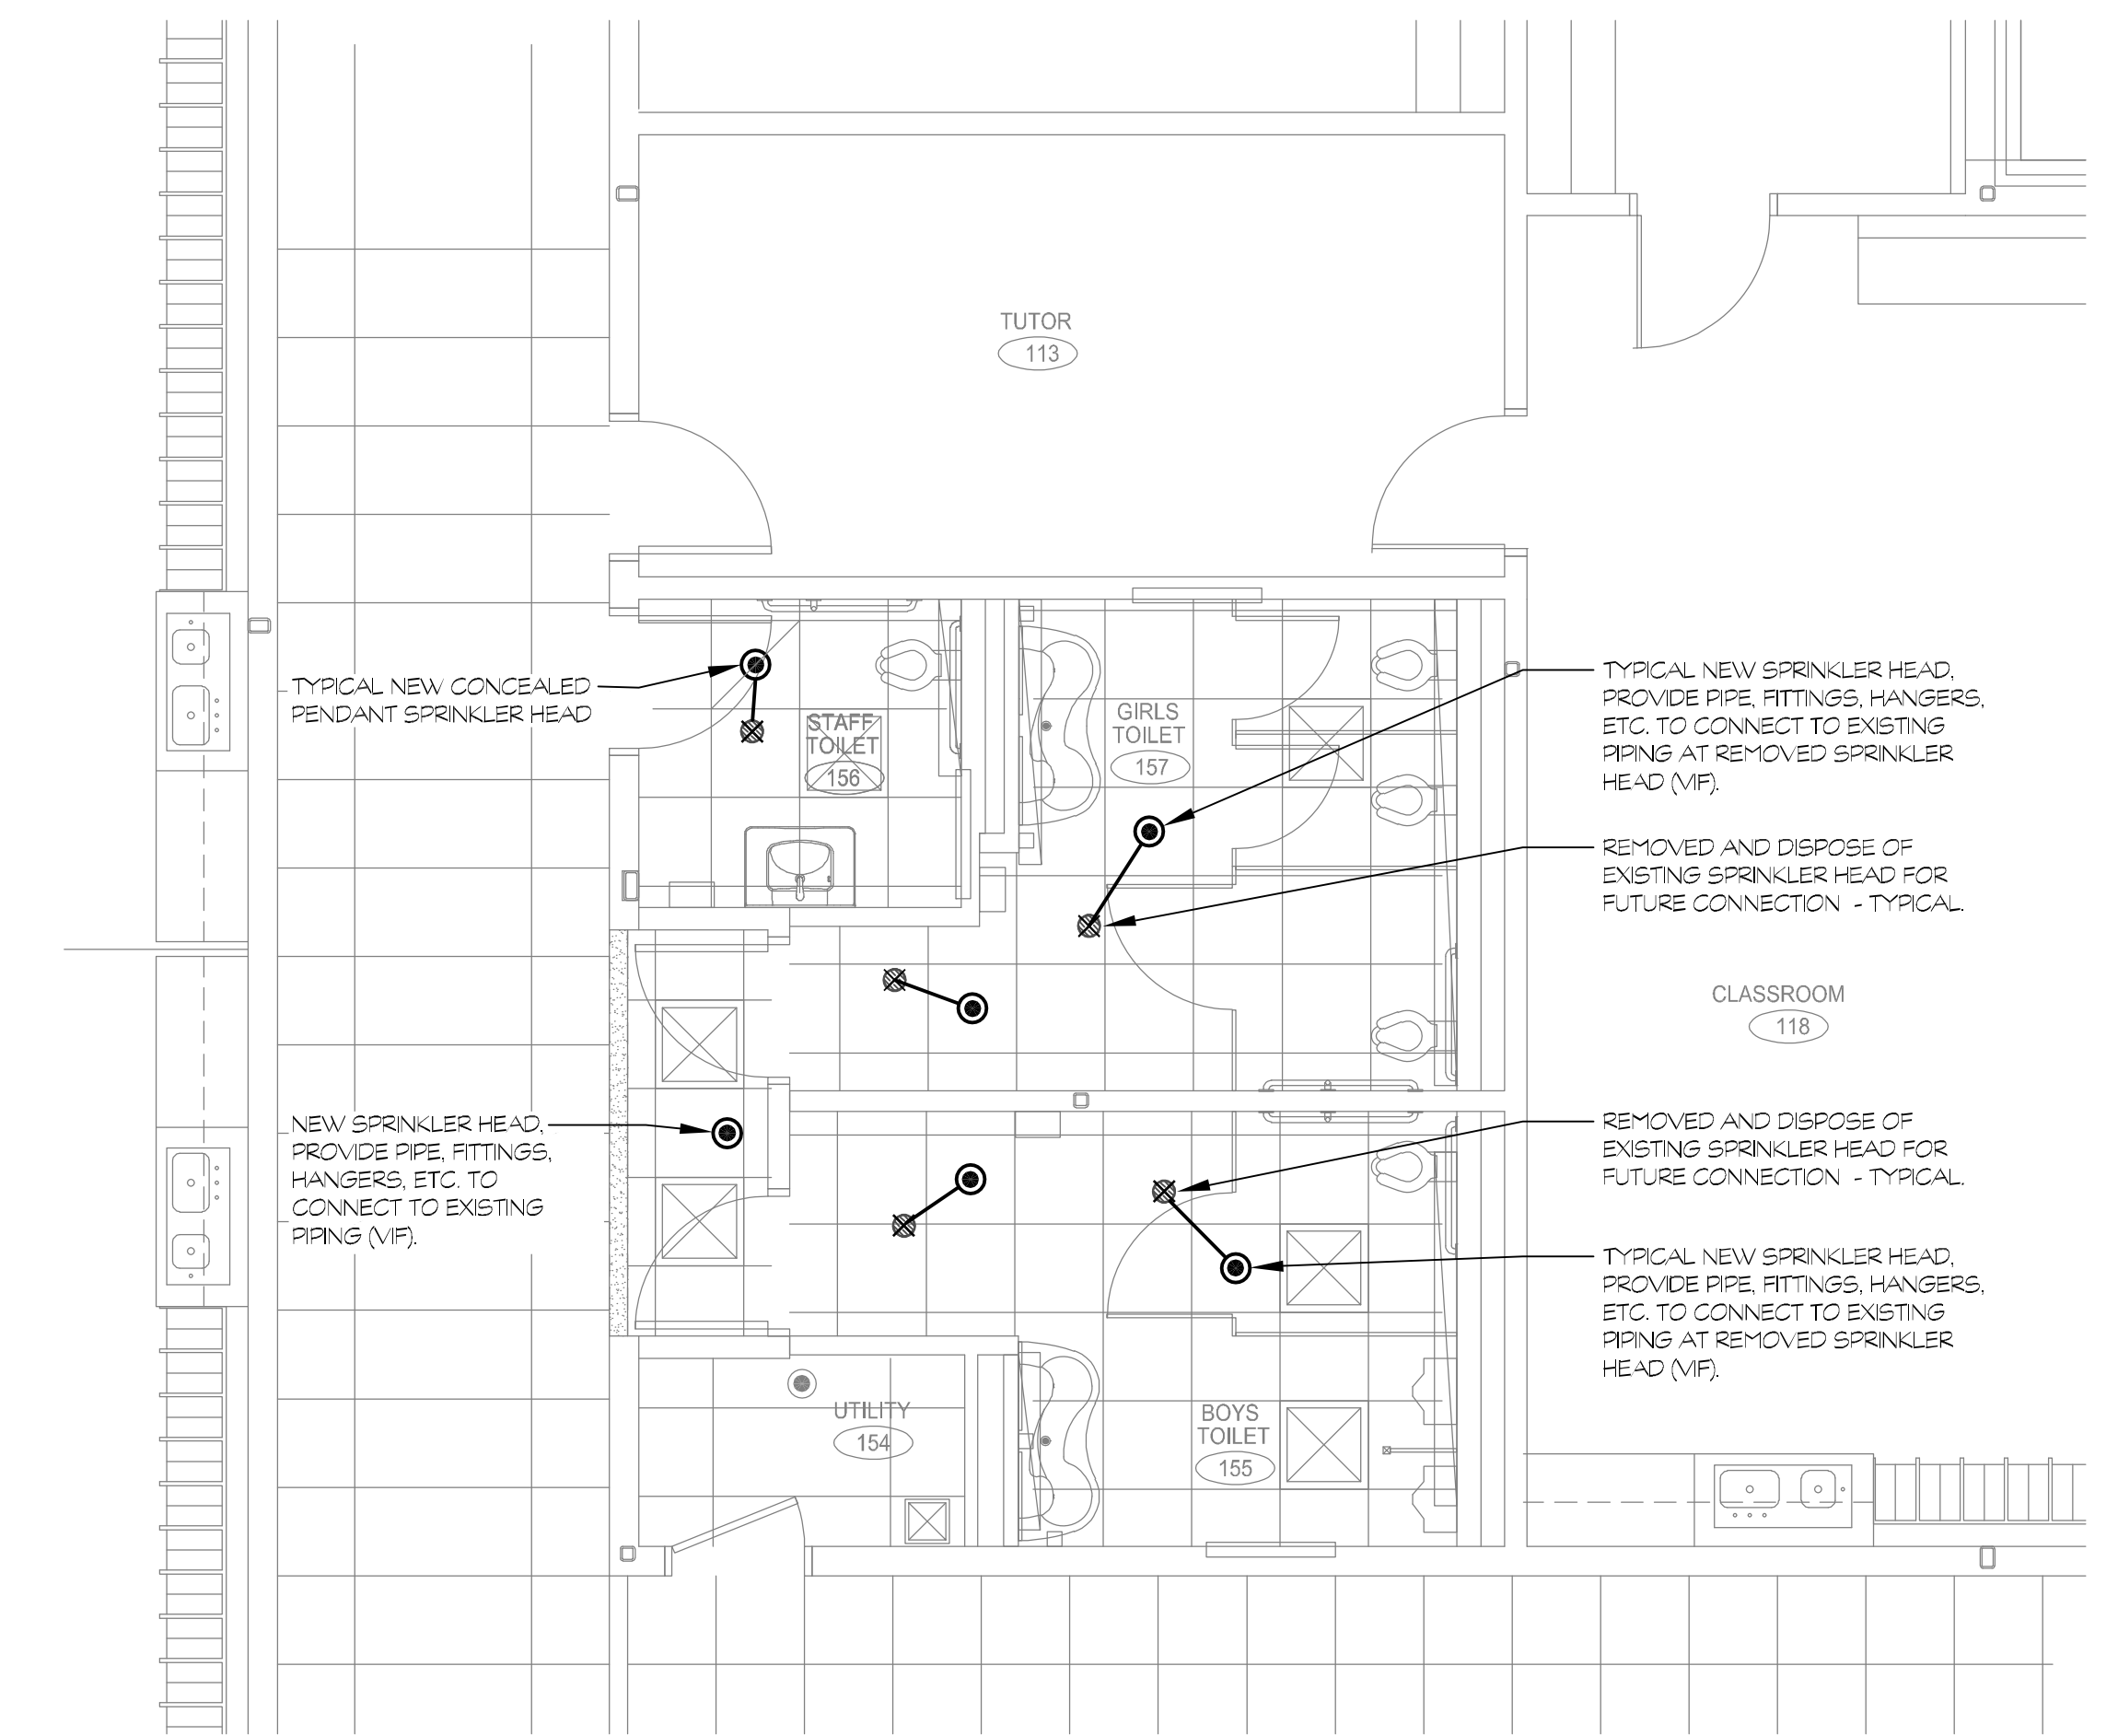 TUTOR
113
TYPICAL NEW CONCEALED
PENDANT SPRINKLER HEAD
STAFF
TOILET
156
GIRLS
TOILET
157
TYPICAL NEW SPRINKLER HEAD,
PROVIDE PIPE, FITTINGS, HANGERS,
ETC. TO CONNECT TO EXISTING
PIPING AT REMOVED SPRINKLER
HEAD (VIF).
REMOVED AND DISPOSE OF
EXISTING SPRINKLER HEAD FOR
FUTURE CONNECTION - TYPICAL.
CLASSROOM
118
NEW SPRINKLER HEAD,
PROVIDE PIPE, FITTINGS,
HANGERS, ETC. TO
CONNECT TO EXISTING
PIPING (VIF).
REMOVED AND DISPOSE OF
EXISTING SPRINKLER HEAD FOR
FUTURE CONNECTION - TYPICAL.
TYPICAL NEW SPRINKLER HEAD,
PROVIDE PIPE, FITTINGS, HANGERS,
ETC. TO CONNECT TO EXISTING
PIPING AT REMOVED SPRINKLER
HEAD (VIF).
UTILITY
154
BOYS
TOILET
155